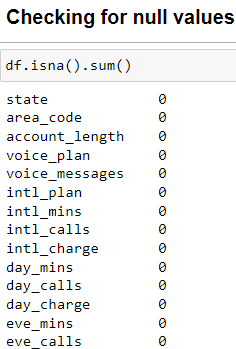 Checking for null values
df.isna().sum()
state 0
area_code 0
account_length 0
voice_plan 0
voice_messages 0
intl_plan 0
intl_mins 0
intl_calls 0
intl_charge 0
day_mins 0
day_calls 0
day_charge 0
eve_mins 0
eve_calls 0